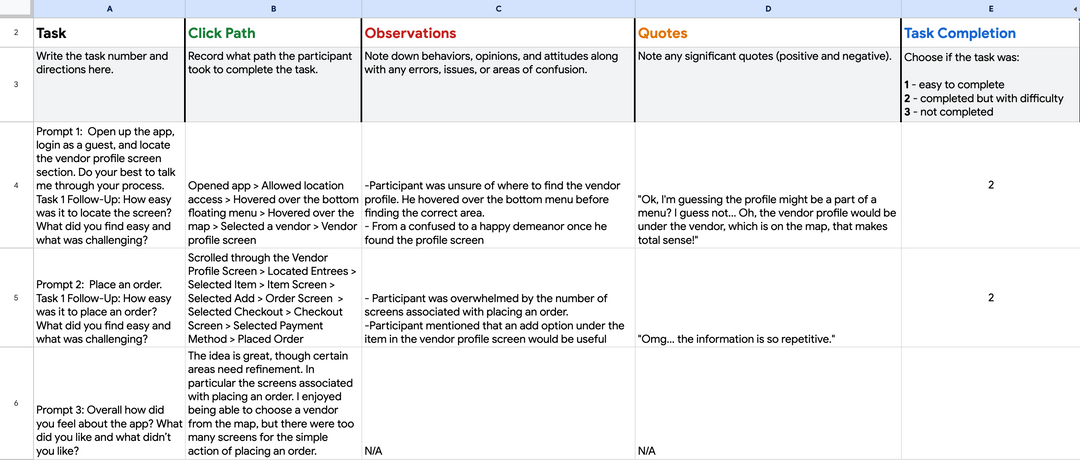 A
B
C
D
E
2
Task
Click Path
Observations
Quotes
Task Completion
3
Write the task number and
directions here.
Record what path the participant
took to complete the task.
Note down behaviors, opinions, and attitudes along
with any errors, issues, or areas of confusion.
Note any significant quotes (positive and negative).
Choose if the task was:
1 - easy to complete
2 - completed but with difficulty
3 - not completed
4
Prompt 1:  Open up the app,
login as a guest, and locate
the vendor profile screen
section. Do your best to talk
me through your process.
Task 1 Follow-Up: How easy
was it to locate the screen?
What did you find easy and
what was challenging?
Opened app > Allowed location
access > Hovered over the bottom
floating menu > Hovered over the
map > Selected a vendor > Vendor
profile screen
-Participant was unsure of where to find the vendor
profile. He hovered over the bottom menu before
finding the correct area.
- From a confused to a happy demeanor once he
found the profile screen
"Ok, I'm guessing the profile might be a part of a
menu? I guess not... Oh, the vendor profile would be
under the vendor, which is on the map, that makes
total sense!"
2
5
Prompt 2:  Place an order.
Task 1 Follow-Up: How easy
was it to place an order?
What did you find easy and
what was challenging?
Scrolled through the Vendor
Profile Screen > Located Entrees >
Selected Item > Item Screen >
Selected Add > Order Screen  >
Selected Checkout > Checkout
Screen > Selected Payment
Method > Placed Order
- Participant was overwhelmed by the number of
screens associated with placing an order.
-Participant mentioned that an add option under the
item in the vendor profile screen would be useful
"Omg... the information is so repetitive."
2
6
Prompt 3: Overall how did
you feel about the app? What
did you like and what didn't
you like?
The idea is great, though certain
areas need refinement. In
particular the screens associated
with placing an order. I enjoyed
being able to choose a vendor
from the map, but there were too
many screens for the simple
action of placing an order.
N/A
N/A